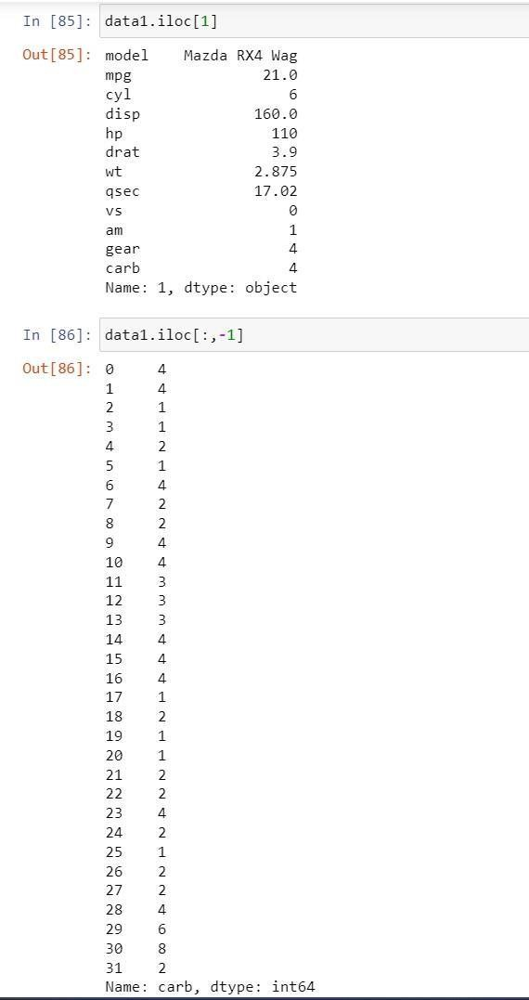 In [85]: data1.iloc[1]
Out[85]: model    Mazda RX4 Wag
mpg               21.0
cyl                  6
disp             160.0
hp                 110
drat               3.9
wt               2.875
qsec             17.02
vs                   0
am                   1
gear                 4
carb                 4
Name: 1, dtype: object
In [86]: data1.iloc[:,-1]
Out[86]: 0     4
1     4
2     1
3     1
4     2
5     1
6     4
7     2
8     2
9     4
10    4
11    3
12    3
13    3
14    4
15    4
16    4
17    1
18    2
19    1
20    1
21    2
22    2
23    4
24    2
25    1
26    2
27    2
28    4
29    6
30    8
31    2
Name: carb, dtype: int64